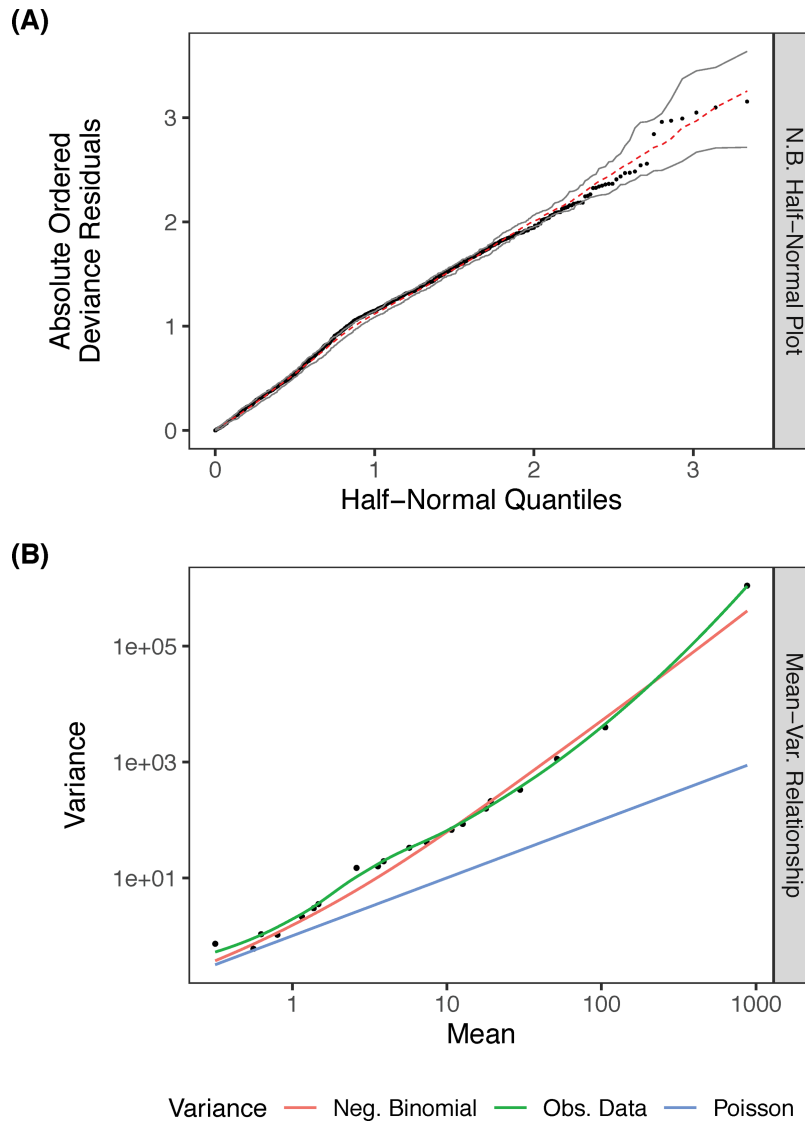 (A)
Absolute Ordered
Deviance Residuals
3
2
1
0
0 1 2 3
Half−Normal Quantiles
N.B. Half−Normal Plot
(B)
Variance
1e+05
1e+03
1e+01
1 10 100 1000
Mean
Mean−Var. Relationship
Variance Neg. Binomial Obs. Data Poisson